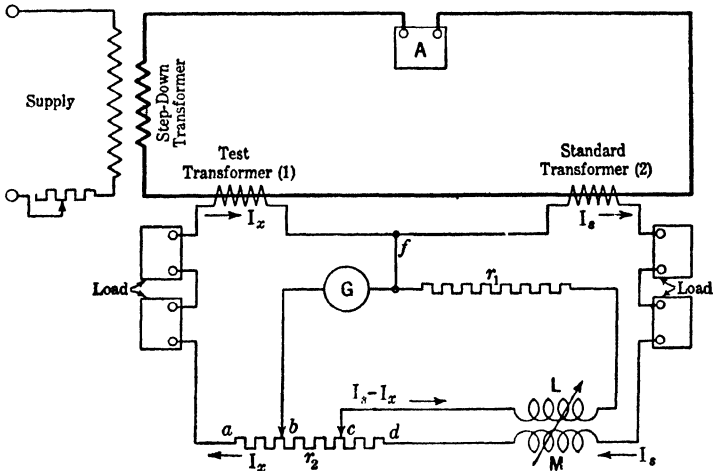 A
Supply
Step-Down
Transformer
Test
Transformer (1)
Standard
Transformer (2)
Iₓ
Iₛ
f
Load
G
r₁
Load
Iₛ-Iₓ
L
a
b
c
d
r₂
Iₓ
M
Iₛ